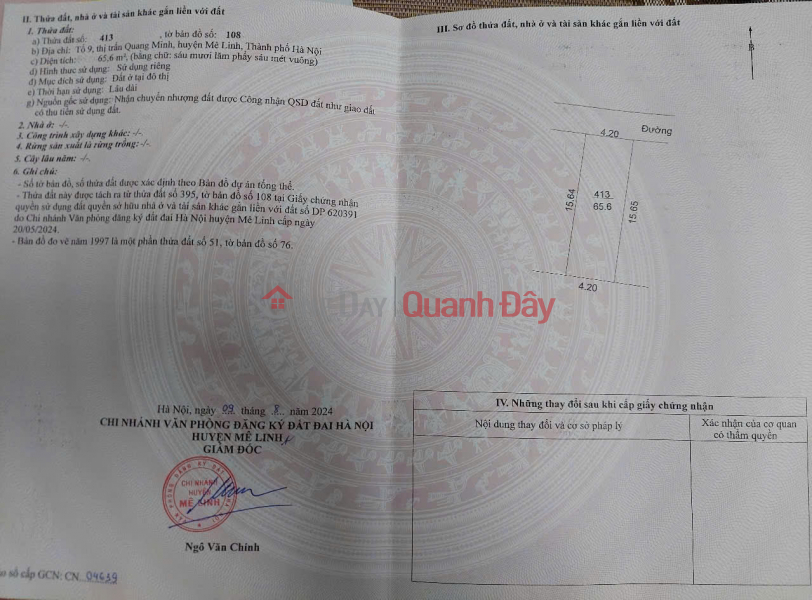 II. Thửa đất, nhà ở và tài sản khác gắn liền với đất
1. Thửa đất:
a) Thửa đất số: 413 , tờ bản đồ số: 108
b) Địa chỉ: Tổ 9, thị trấn Quang Minh, huyện Mê Linh, Thành phố Hà Nội
c) Diện tích: 65,6 m², (bằng chữ: sáu mươi lăm phẩy sáu mét vuông)
d) Hình thức sử dụng: Sử dụng riêng
đ) Mục đích sử dụng: Đất ở tại đô thị
e) Thời hạn sử dụng: Lâu dài
g) Nguồn gốc sử dụng: Nhận chuyển nhượng đất được Công nhận QSD đất như giao đất
có thu tiền sử dụng đất.
2. Nhà ở: -/-.
3. Công trình xây dựng khác: -/-.
4. Rừng sản xuất là rừng trồng: -/-.
5. Cây lâu năm: -/-.
6. Ghi chú:
- Số tờ bản đồ, số thửa đất được xác định theo Bản đồ dự án tổng thể.
- Thửa đất này được tách ra từ thửa đất số 395, tờ bản đồ số 108 tại Giấy chứng nhận
quyền sử dụng đất quyền sở hữu nhà ở và tài sản khác gắn liền với đất số DP 620391
do Chi nhánh Văn phòng đăng ký đất đai Hà Nội huyện Mê Linh cấp ngày
20/05/2024.
- Bản đồ đo vẽ năm 1997 là một phần thửa đất số 51, tờ bản đồ số 76.
Hà Nội, ngày 09 tháng 8 năm 2024
CHI NHÁNH VĂN PHÒNG ĐĂNG KÝ ĐẤT ĐAI HÀ NỘI
HUYỆN MÊ LINH
GIÁM ĐỐC
CHI NHÁNH
HUYỆN
MÊ LINH
Ngô Văn Chính
sổ cấp GCN: CN 04639
III. Sơ đồ thửa đất, nhà ở và tài sản khác gắn liền với đất
B
4.20
Đường
15.64
413
65.6
15.65
4.20
Quanh Đây
IV. Những thay đổi sau khi cấp giấy chứng nhận
Nội dung thay đổi và cơ sở pháp lý
Xác nhận của cơ quan
có thẩm quyền